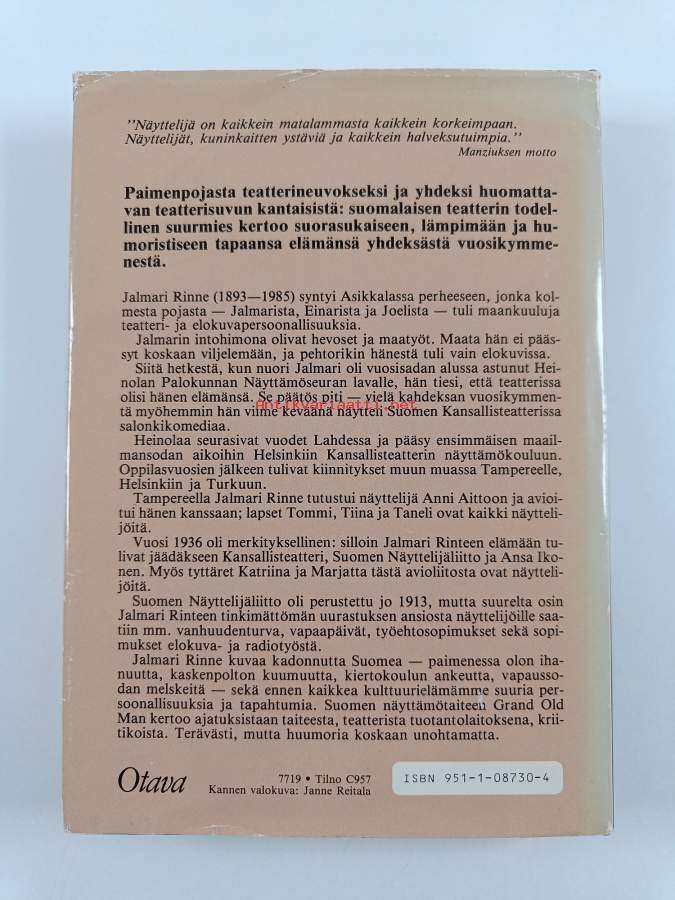 "Näyttelijä on kaikkein matalammasta kaikkein korkeimpaan.
Näyttelijät, kuninkaitten ystäviä ja kaikkein halveksutuimpia."
Manziuksen motto
Paimenpojasta teatterineuvokseksi ja yhdeksi huomatta-
van teatterisuvun kantaisistä: suomalaisen teatterin todel-
linen suurmies kertoo suorasukaiseen, lämpimään ja hu-
moristiseen tapaansa elämänsä yhdeksästä vuosikymme-
nestä.
Jalmari Rinne (1893—1985) syntyi Asikkalassa perheeseen, jonka kol-
mesta pojasta — Jalmarista, Einarista ja Joelista — tuli maankuuluja
teatteri- ja elokuvapersoonallisuuksia.
Jalmarin intohimona olivat hevoset ja maatyöt. Maata hän ei pääs-
syt koskaan viljelemään, ja pehtorikin hänestä tuli vain elokuvissa.
Siitä hetkestä, kun nuori Jalmari oli vuosisadan alussa astunut Hei-
nolan Palokunnan Näyttämöseuran lavalle, hän tiesi, että teatterissa
olisi hänen elämänsä. Se päätös piti — vielä kahdeksan vuosikymmen-
tä myöhemmin hän viime keväänä näytteli Suomen Kansallisteatterissa
antikvariaatti.net
salonkikomediaa.
Heinolaa seurasivat vuodet Lahdessa ja pääsy ensimmäisen maail-
mansodan aikoihin Helsinkiin Kansallisteatterin näyttämökouluun.
Oppilasvuosien jälkeen tulivat kiinnitykset muun muassa Tampereelle,
Helsinkiin ja Turkuun.
Tampereella Jalmari Rinne tutustui näyttelijä Anni Aittoon ja avioi-
tui hänen kanssaan; lapset Tommi, Tiina ja Taneli ovat kaikki näytteli-
jöitä.
Vuosi 1936 oli merkityksellinen: silloin Jalmari Rinteen elämään tu-
livat jäädäkseen Kansallisteatteri, Suomen Näyttelijäliitto ja Ansa Iko-
nen. Myös tyttäret Katriina ja Marjatta tästä avioliitosta ovat näytteli-
jöitä.
Suomen Näyttelijäliitto oli perustettu jo 1913, mutta suurelta osin
Jalmari Rinteen tinkimättömän uurastuksen ansiosta näyttelijöille saa-
tiin mm. vanhuudenturva, vapaapäivät, työehtosopimukset sekä sopi-
mukset elokuva- ja radiotyöstä.
Jalmari Rinne kuvaa kadonnutta Suomea — paimenessa olon iha-
nuutta, kaskenpolton kuumuutta, kiertokoulun ankeutta, vapausso-
dan melskeitä — sekä ennen kaikkea kulttuurielämämme suuria per-
soonallisuuksia ja tapahtumia. Suomen näyttämötaiteen Grand Old
Man kertoo ajatuksistaan taiteesta, teatterista tuotantolaitoksena, krii-
tikoista. Terävästi, mutta huumoria koskaan unohtamatta.
Otava
7719 • Tilno C957
Kannen valokuva: Janne Reitala
ISBN 951-1-08730-4